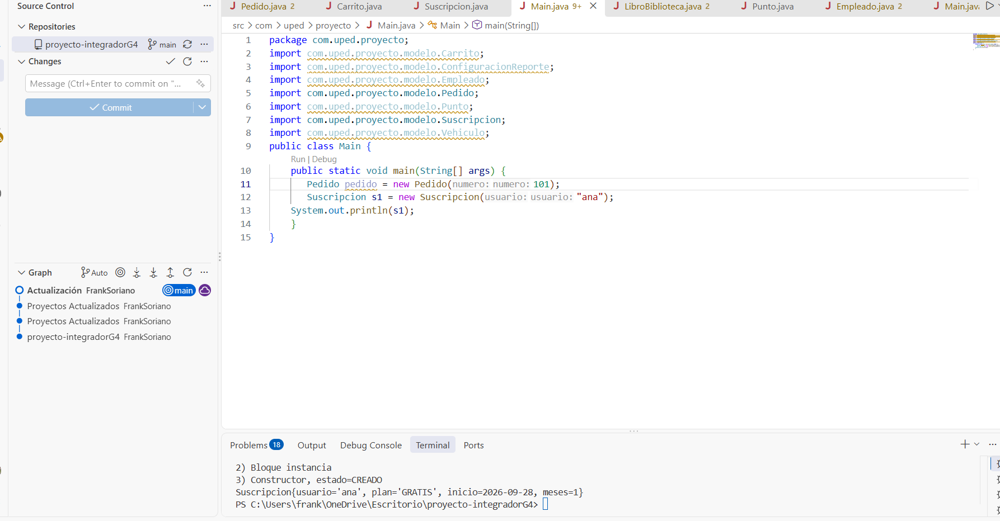 Source Control ···
Repositories
proyecto-integradorG4 main ···
Changes ···
Message (Ctrl+Enter to commit on "...
Commit
Graph Auto ···
Actualización FrankSoriano main
Proyectos Actualizados FrankSoriano
Proyectos Actualizados FrankSoriano
proyecto-integradorG4 FrankSoriano
J Pedido.java 2 J Carrito.java J Suscripcion.java J Main.java 9+ J LibroBiblioteca.java 2 J Punto.java J Empleado.java 2 J Main.java
src > com > uped > proyecto > J Main.java > Main > main(String[])
1 package com.uped.proyecto;
2 import com.uped.proyecto.modelo.Carrito;
3 import com.uped.proyecto.modelo.ConfiguracionReporte;
4 import com.uped.proyecto.modelo.Empleado;
5 import com.uped.proyecto.modelo.Pedido;
6 import com.uped.proyecto.modelo.Punto;
7 import com.uped.proyecto.modelo.Suscripcion;
8 import com.uped.proyecto.modelo.Vehiculo;
9 public class Main {
Run | Debug
10 public static void main(String[] args) {
11 Pedido pedido = new Pedido(numero: numero: 101);
12 Suscripcion s1 = new Suscripcion(usuario: usuario: "ana");
13 System.out.println(s1);
14 }
15 }
Problems 18 Output Debug Console Terminal Ports ···
2) Bloque instancia
3) Constructor, estado=CREADO
Suscripcion{usuario='ana', plan='GRATIS', inicio=2026-09-28, meses=1}
PS C:\Users\frank\OneDrive\Escritorio\proyecto-integradorG4>